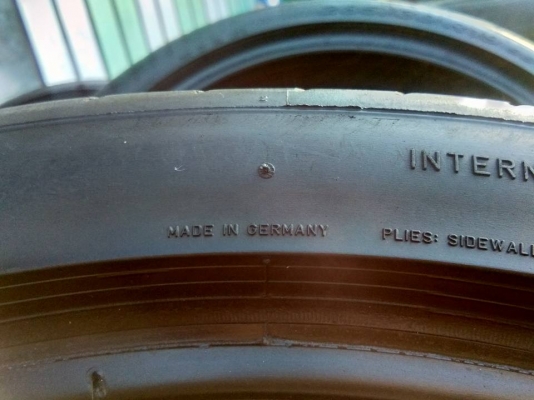 INTERN
MADE IN GERMANY
PLIES: SIDEWALL